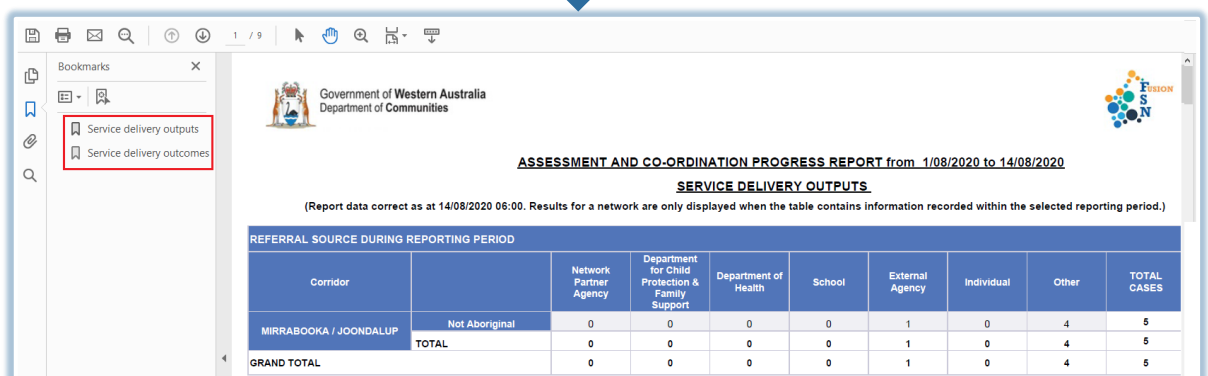 1 / 9
Bookmarks
Service delivery outputs
Service delivery outcomes
Government of Western Australia
Department of Communities
FUSION
S
N
ASSESSMENT AND CO-ORDINATION PROGRESS REPORT from 1/08/2020 to 14/08/2020
SERVICE DELIVERY OUTPUTS
(Report data correct as at 14/08/2020 06:00. Results for a network are only displayed when the table contains information recorded within the selected reporting period.)
REFERRAL SOURCE DURING REPORTING PERIOD
Corridor
Network
Partner
Agency
Department
for Child
Protection &
Family
Support
Department of
Health
School
External
Agency
Individual
Other
TOTAL
CASES
MIRRABOOKA / JOONDALUP
Not Aboriginal 0 0 0 0 1 0 4 5
TOTAL 0 0 0 0 1 0 4 5
GRAND TOTAL 0 0 0 0 1 0 4 5